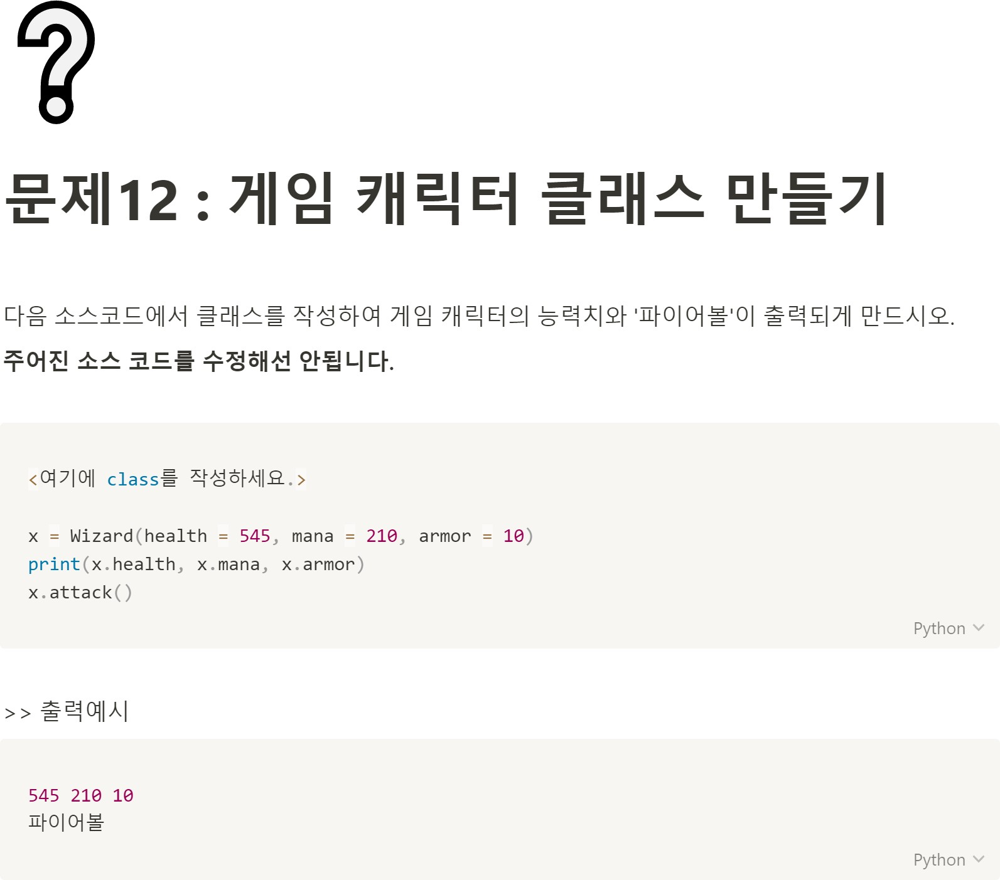 문제12 : 게임 캐릭터 클래스 만들기
다음 소스코드에서 클래스를 작성하여 게임 캐릭터의 능력치와 '파이어볼'이 출력되게 만드시오.
주어진 소스 코드를 수정해선 안됩니다.
<여기에 class를 작성하세요.>
x = Wizard(health = 545, mana = 210, armor = 10)
print(x.health, x.mana, x.armor)
x.attack()
Python
>> 출력예시
545 210 10
파이어볼
Python